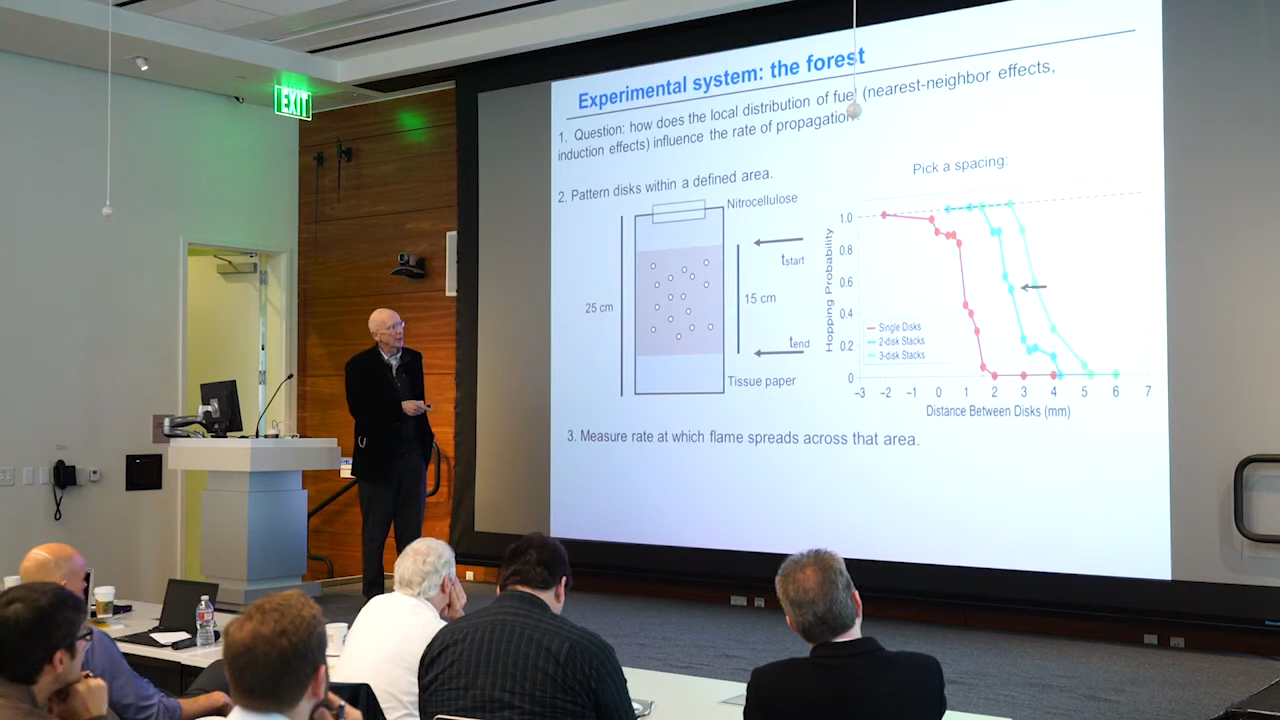 EXIT
Experimental system: the forest
1. Question: how does the local distribution of fuel (nearest-neighbor effects,
induction effects) influence the rate of propagation?
2. Pattern disks within a defined area.
Pick a spacing:
Nitrocellulose
tstart
25 cm
15 cm
tend
Tissue paper
Hopping Probability
1.0
0.8
0.6
0.4
0.2
0
Single Disks
2-disk Stacks
3-disk Stacks
−3 −2 −1 0 1 2 3 4 5 6 7
Distance Between Disks (mm)
3. Measure rate at which flame spreads across that area.